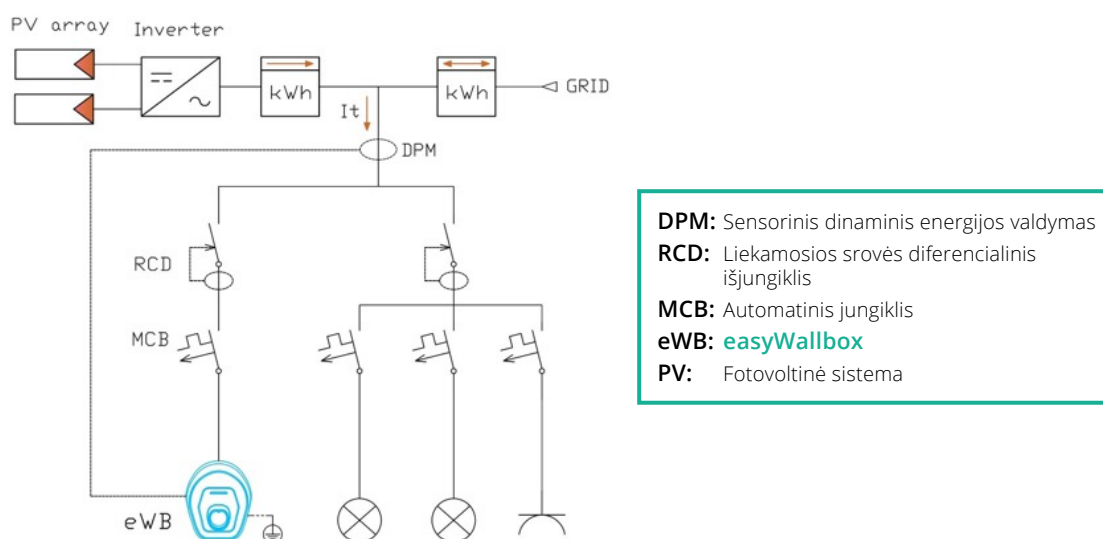 PV array
Inverter
kWh
kWh
GRID
It
DPM
RCD
MCB
eWB
DPM: Sensorinis dinaminis energijos valdymas
RCD: Liekamosios srovės diferencialinis
išjungiklis
MCB: Automatinis jungiklis
eWB: easyWallbox
PV: Fotovoltinė sistema